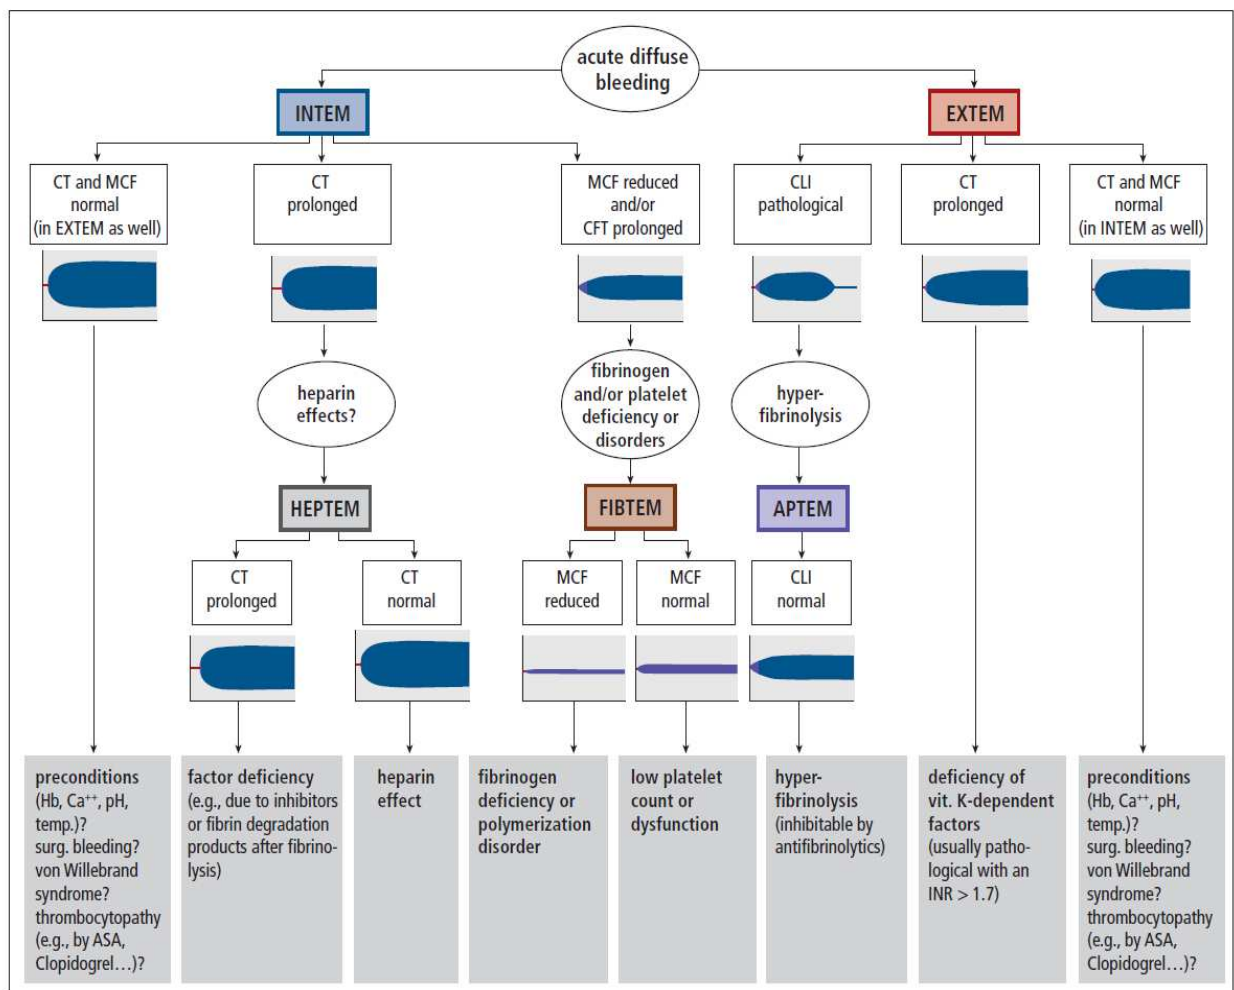 acute diffuse
bleeding
INTEM
EXTEM
CT and MCF
normal
(in EXTEM as well)
CT
prolonged
MCF reduced
and/or
CFT prolonged
CLI
pathological
CT
prolonged
CT and MCF
normal
(in INTEM as well)
heparin
effects?
fibrinogen
and/or platelet
deficiency or
disorders
hyper-
fibrinolysis
HEPTEM
FIBTEM
APTEM
CT
prolonged
CT
normal
MCF
reduced
MCF
normal
CLI
normal
preconditions
(Hb, Ca⁺⁺, pH,
temp.)?
surg. bleeding?
von Willebrand
syndrome?
thrombocytopathy
(e.g., by ASA,
Clopidogrel…)?
factor deficiency
(e.g., due to inhibitors
or fibrin degradation
products after fibrino-
lysis)
heparin
effect
fibrinogen
deficiency or
polymerization
disorder
low platelet
count or
dysfunction
hyper-
fibrinolysis
(inhibitable by
antifibrinolytics)
deficiency of
vit. K-dependent
factors
(usually patho-
logical with an
INR > 1.7)
preconditions
(Hb, Ca⁺⁺, pH,
temp.)?
surg. bleeding?
von Willebrand
syndrome?
thrombocytopathy
(e.g., by ASA,
Clopidogrel…)?